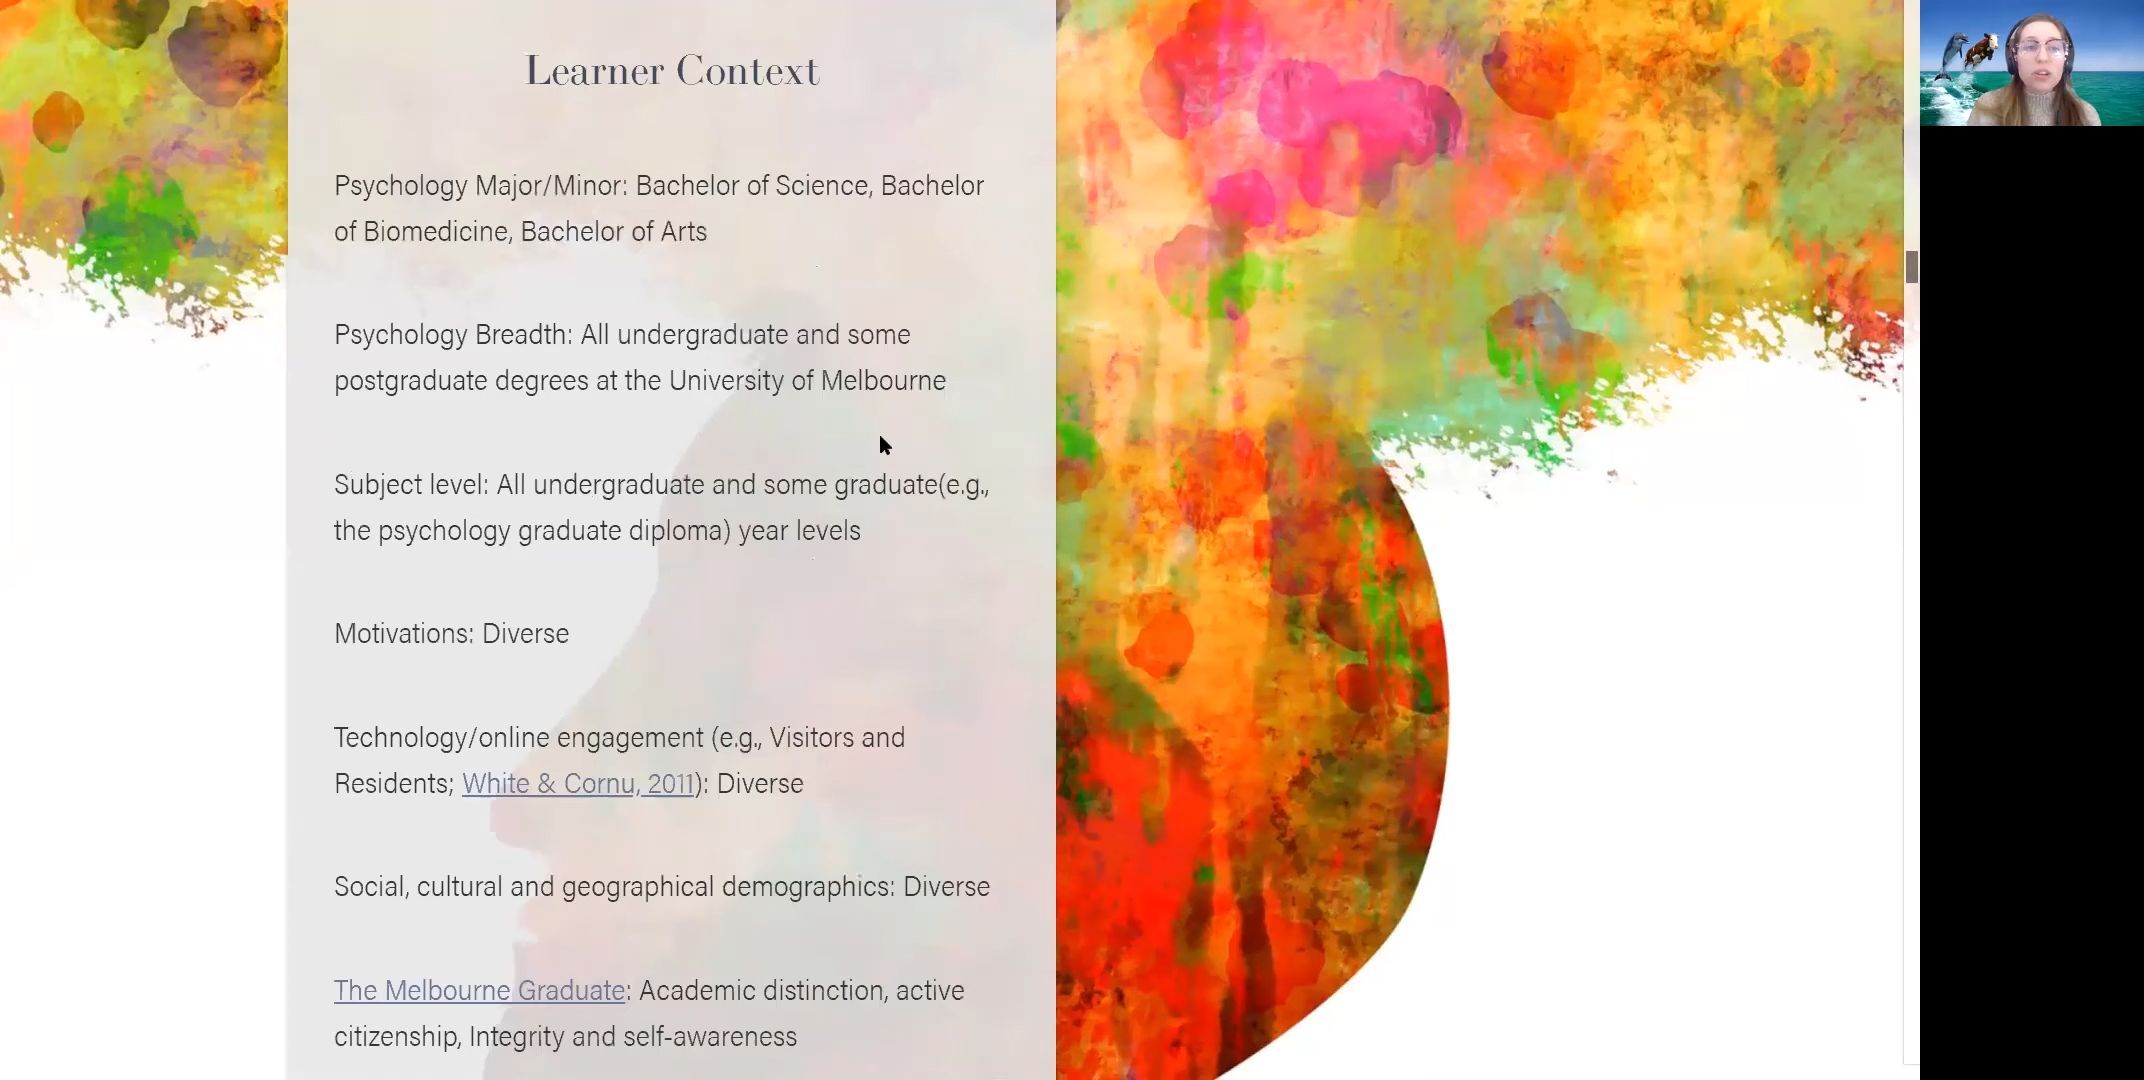 Learner Context
Psychology Major/Minor: Bachelor of Science, Bachelor
of Biomedicine, Bachelor of Arts
Psychology Breadth: All undergraduate and some
postgraduate degrees at the University of Melbourne
Subject level: All undergraduate and some graduate(e.g.,
the psychology graduate diploma) year levels
Motivations: Diverse
Technology/online engagement (e.g., Visitors and
Residents; White & Cornu, 2011): Diverse
Social, cultural and geographical demographics: Diverse
The Melbourne Graduate: Academic distinction, active
citizenship, Integrity and self-awareness